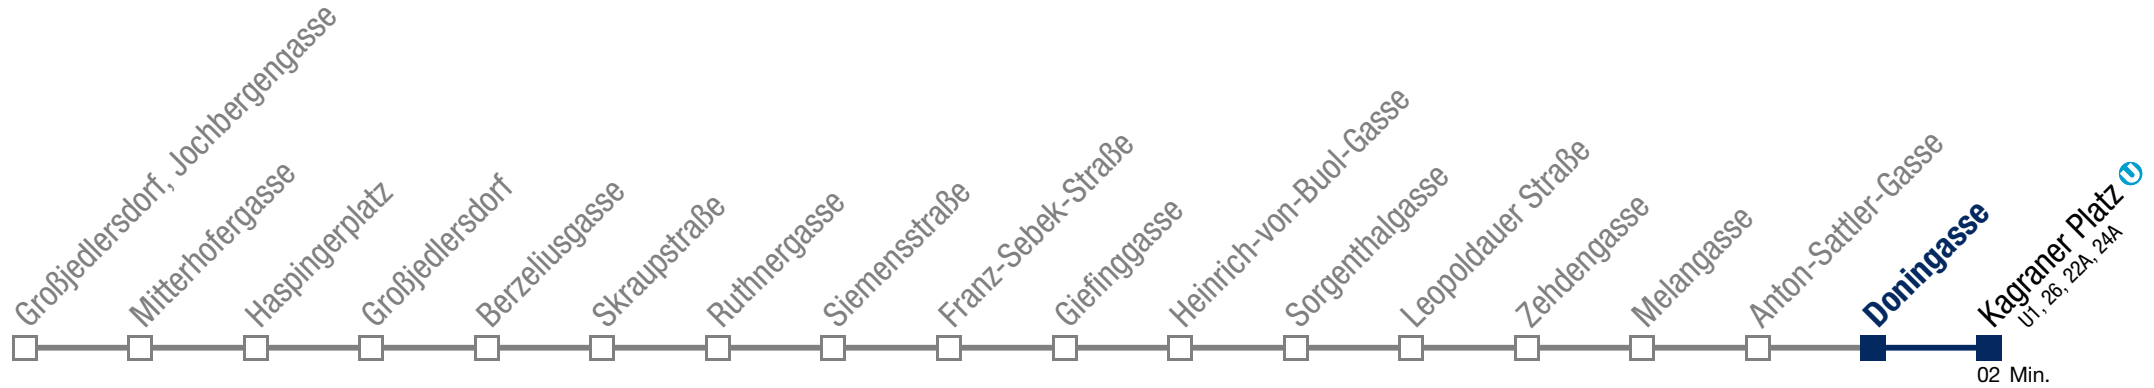 Großjedlersdorf, Jochbergengasse
Mitterhofergasse
Haspingerplatz
Großjedlersdorf
Berzeliusgasse
Skraupstraße
Ruthnergasse
Siemensstraße
Franz-Sebek-Straße
Giefinggasse
Heinrich-von-Buol-Gasse
Sorgenthalgasse
Leopoldauer Straße
Zehdengasse
Melangasse
Anton-Sattler-Gasse
Doningasse
Kagraner Platz U
U1, 26, 22A, 24A
02 Min.